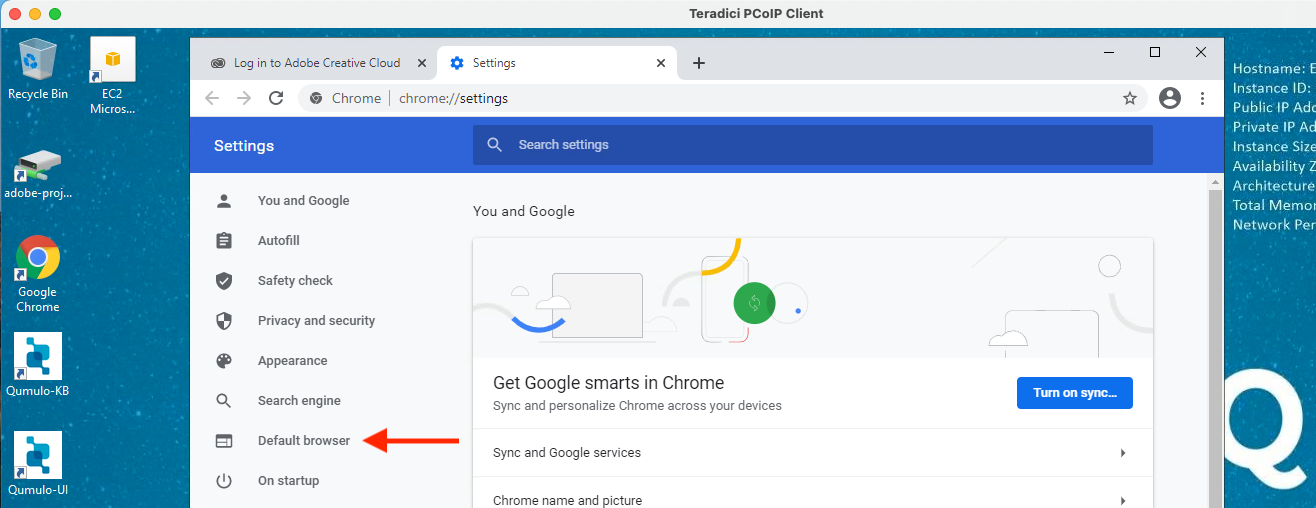 Teradici PCoIP Client
Recycle Bin
EC2
Micros...
adobe-proj...
Google
Chrome
Qumulo-KB
Qumulo-UI
Log in to Adobe Creative Cloud
Settings
Chrome | chrome://settings
Settings
Search settings
You and Google
Autofill
Safety check
Privacy and security
Appearance
Search engine
Default browser
On startup
You and Google
Get Google smarts in Chrome
Sync and personalize Chrome across your devices
Turn on sync...
Sync and Google services
Chrome name and picture
Hostname: E
Instance ID:
Public IP Add
Private IP Ad
Instance Size
Availability Z
Architecture
Total Memor
Network Per
Q